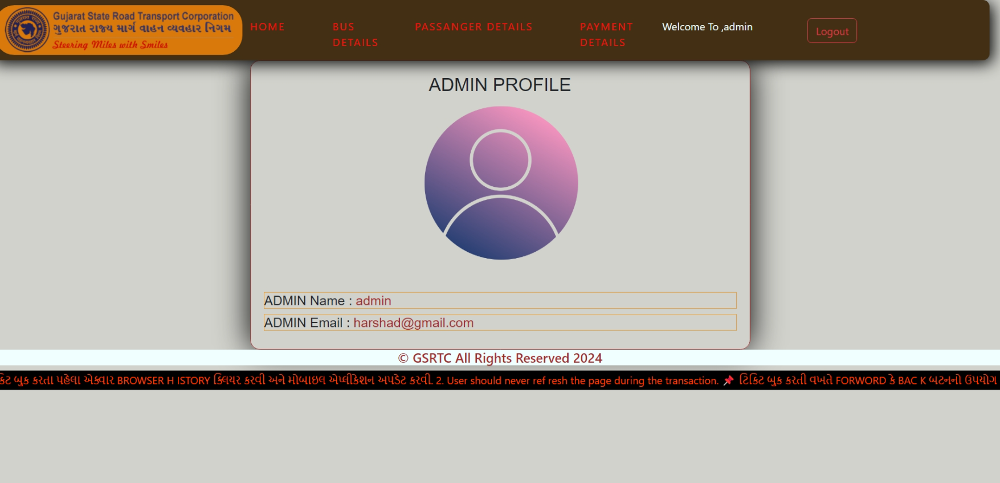 Gujarat State Road Transport Corporation
ગુજરાત રાજ્ય માર્ગ વાહન વ્યવહાર નિગમ
Steering Miles with Smiles
HOME
BUS
DETAILS
PASSANGER DETAILS
PAYMENT
DETAILS
Welcome To ,admin
Logout
ADMIN PROFILE
ADMIN Name : admin
ADMIN Email : harshad@gmail.com
© GSRTC All Rights Reserved 2024
બુક કરતા પહેલા એક્વાર BROWSER H ISTORY ક્લિયર કરવી અને મોબાઇલ એપ્લીકેશન અપડેટ કરવી. 2. User should never ref resh the page during the transaction. 📌 ટિકિટ બુક કરતી વખતે FORWORD કે BAC K બટનનો ઉપયોગ